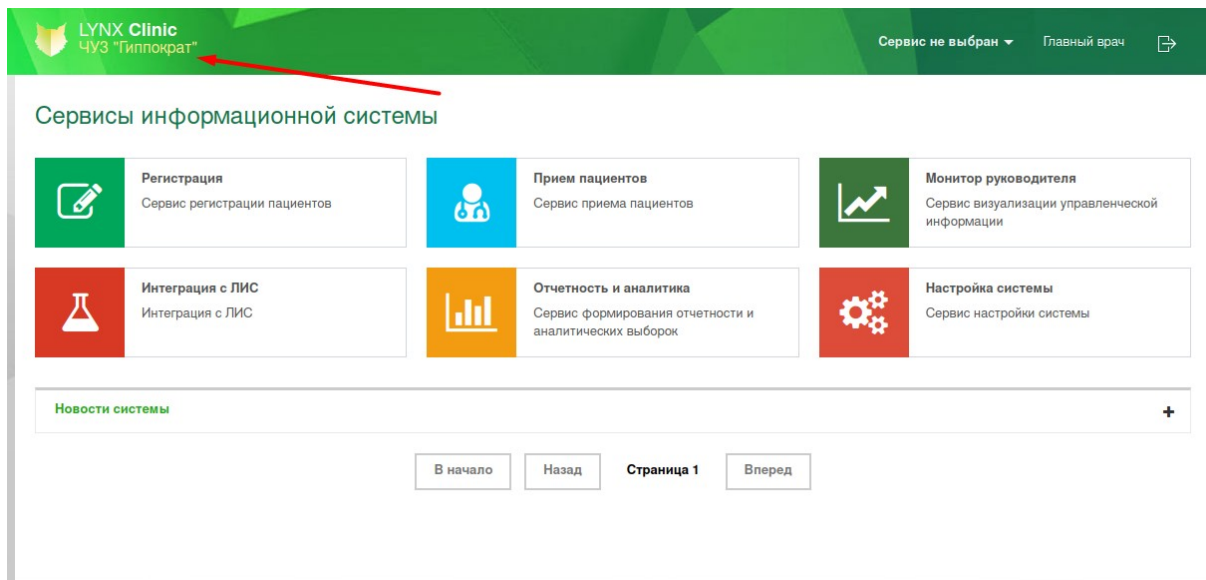 LYNX Clinic
ЧУЗ "Гиппократ"
Сервис не выбран
Главный врач
Сервисы информационной системы
Регистрация
Сервис регистрации пациентов
Прием пациентов
Сервис приема пациентов
Монитор руководителя
Сервис визуализации управленческой
информации
Интеграция с ЛИС
Интеграция с ЛИС
Отчетность и аналитика
Сервис формирования отчетности и
аналитических выборок
Настройка системы
Сервис настройки системы
Новости системы
В начало
Назад
Страница 1
Вперед